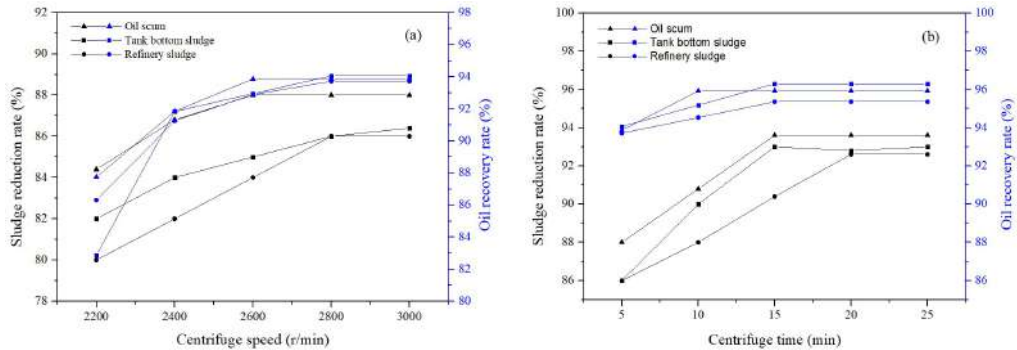 92
90
88
86
84
82
80
78
Sludge reduction rate (%)
Oil scum
Tank bottom sludge
Refinery sludge
(a)
98
96
94
92
90
88
86
84
82
80
Oil recovery rate (%)
2200 2400 2600 2800 3000
Centrifuge speed (r/min)
100
98
96
94
92
90
88
86
Sludge reduction rate (%)
Oil scum
Tank bottom sludge
Refinery sludge
(b)
100
98
96
94
92
90
88
86
Oil recovery rate (%)
5 10 15 20 25
Centrifuge time (min)